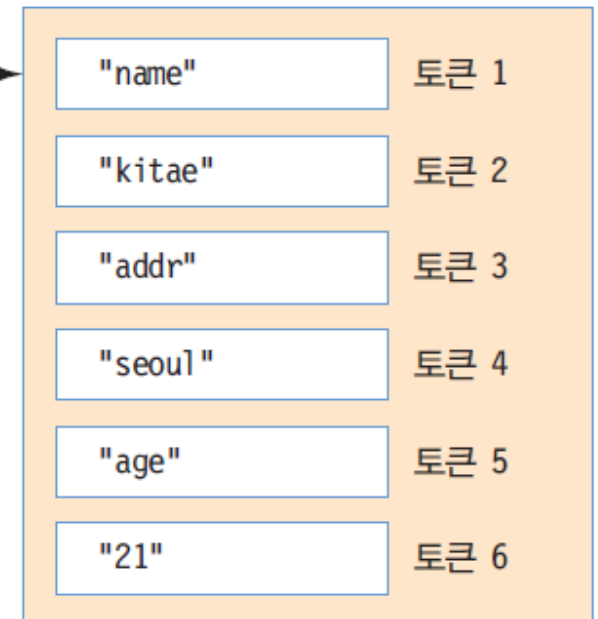 "name" 토큰 1
"kitae" 토큰 2
"addr" 토큰 3
"seoul" 토큰 4
"age" 토큰 5
"21" 토큰 6